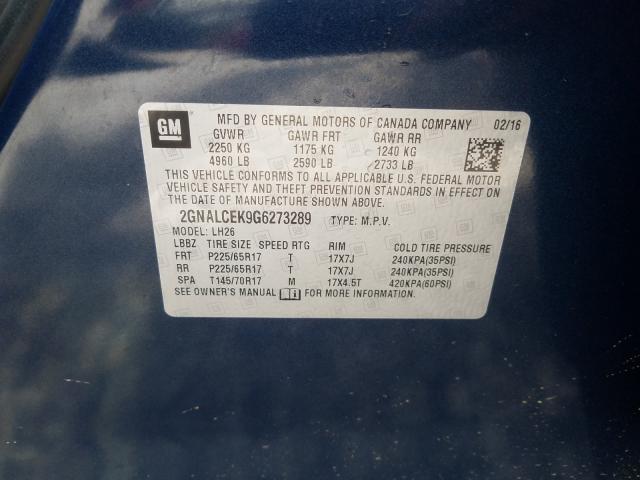 GM
MFD BY GENERAL MOTORS OF CANADA COMPANY 02/16
GVWR GAWR FRT GAWR RR
2250 KG 1175 KG 1240 KG
4960 LB 2590 LB 2733 LB
THIS VEHICLE CONFORMS TO ALL APPLICABLE U.S. FEDERAL MOTOR
VEHICLE SAFETY AND THEFT PREVENTION STANDARDS IN EFFECT ON
THE DATE OF MANUFACTURE SHOWN ABOVE.
2GNALCEK9G6273289 TYPE: M.P.V.
MODEL: LH26
LBBZ TIRE SIZE SPEED RTG RIM COLD TIRE PRESSURE
FRT P225/65R17 T 17X7J 240KPA(35PSI)
RR P225/65R17 T 17X7J 240KPA(35PSI)
SPA T145/70R17 M 17X4.5T 420KPA(60PSI)
SEE OWNER'S MANUAL FOR MORE INFORMATION.